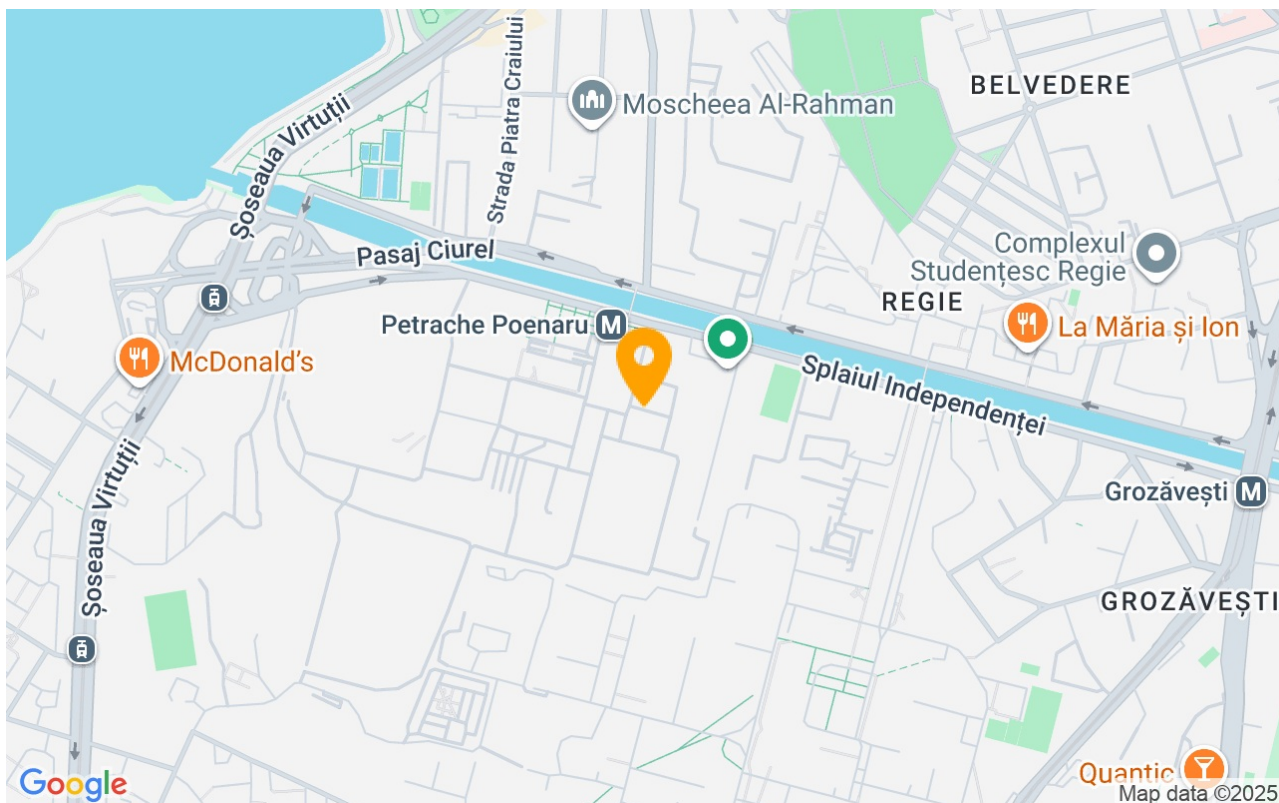 Șoseaua Virtuții
Strada Piatra Craiului
Moscheea Al-Rahman
BELVEDERE
Pasaj Ciurel
Complexul
Studențesc Regie
REGIE
Petrache Poenaru
M
La Măria și Ion
McDonald's
Splaiul Independenței
Șoseaua Virtuții
Grozăvești
M
GROZĂVEȘTI
Quantic
Google
Map data ©2025